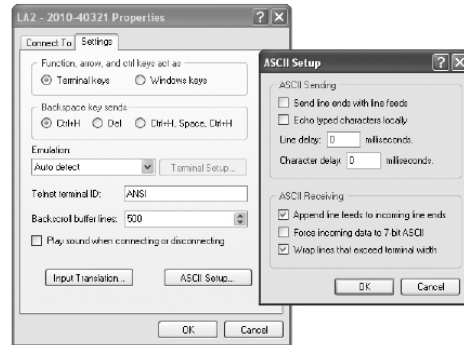 LA2 - 2010-40321 Properties
Connect To
Settings
Function, arrow, and ctrl keys act as
Terminal keys
Windows keys
Backspace key sends
Ctrl+H
Del
Ctrl+H, Space, Ctrl+H
Emulation:
Auto detect
Terminal Setup...
Telnet terminal ID:
ANSI
Backscroll buffer lines:
500
Play sound when connecting or disconnecting
Input Translation...
ASCII Setup...
OK
Cancel
ASCII Setup
ASCII Sending
Send line ends with line feeds
Echo typed characters locally
Line delay:
0
milliseconds.
Character delay:
0
milliseconds.
ASCII Receiving
Append line feeds to incoming line ends
Force incoming data to 7-bit ASCII
Wrap lines that exceed terminal width
OK
Cancel